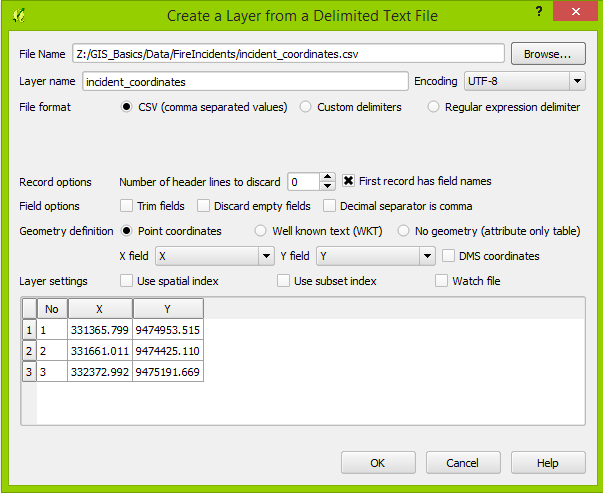 Create a Layer from a Delimited Text File
? ×
File Name Z:/GIS_Basics/Data/FireIncidents/incident_coordinates.csv Browse...
Layer name incident_coordinates Encoding UTF-8
File format CSV (comma separated values) Custom delimiters Regular expression delimiter
Record options Number of header lines to discard 0 First record has field names
Field options Trim fields Discard empty fields Decimal separator is comma
Geometry definition Point coordinates Well known text (WKT) No geometry (attribute only table)
X field X Y field Y DMS coordinates
Layer settings Use spatial index Use subset index Watch file
No X Y
1 1 331365.799 9474953.515
2 2 331661.011 9474425.110
3 3 332372.992 9475191.669
OK Cancel Help